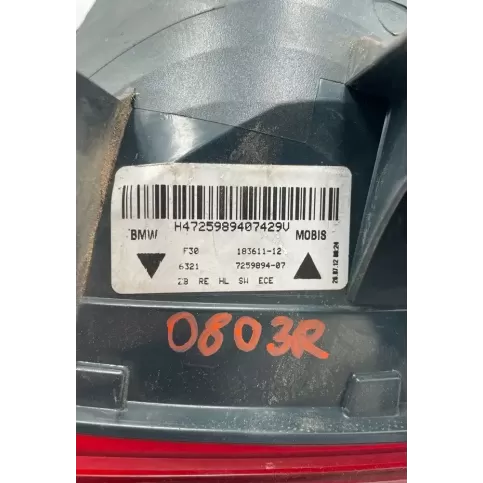 H4725989407429V
BMW MOBIS
F30 183611-12
6321 7259894-07
ZB RE HL SW ECE
0803R